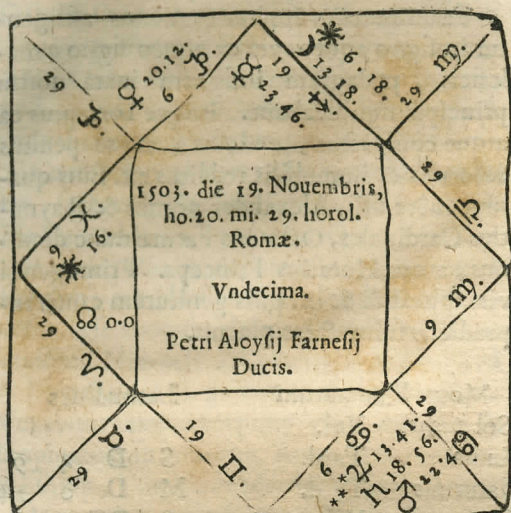 20.12
6 ♑
29
☿ 23.46.
19 ♐
☽ 13 18.
6. 18.
29 ♏
29 ♎
1503. die 19. Nouembris,
ho.20. mi. 29. horol.
Romæ.
Vndecima.
Petri Aloysij Farnesij
Ducis.
♓
9
29
☊ 0.0
9 ♍
29 ♉
19 ♊
6 ♋
♃ 13.41.
18.56.
♂ 22.4
29